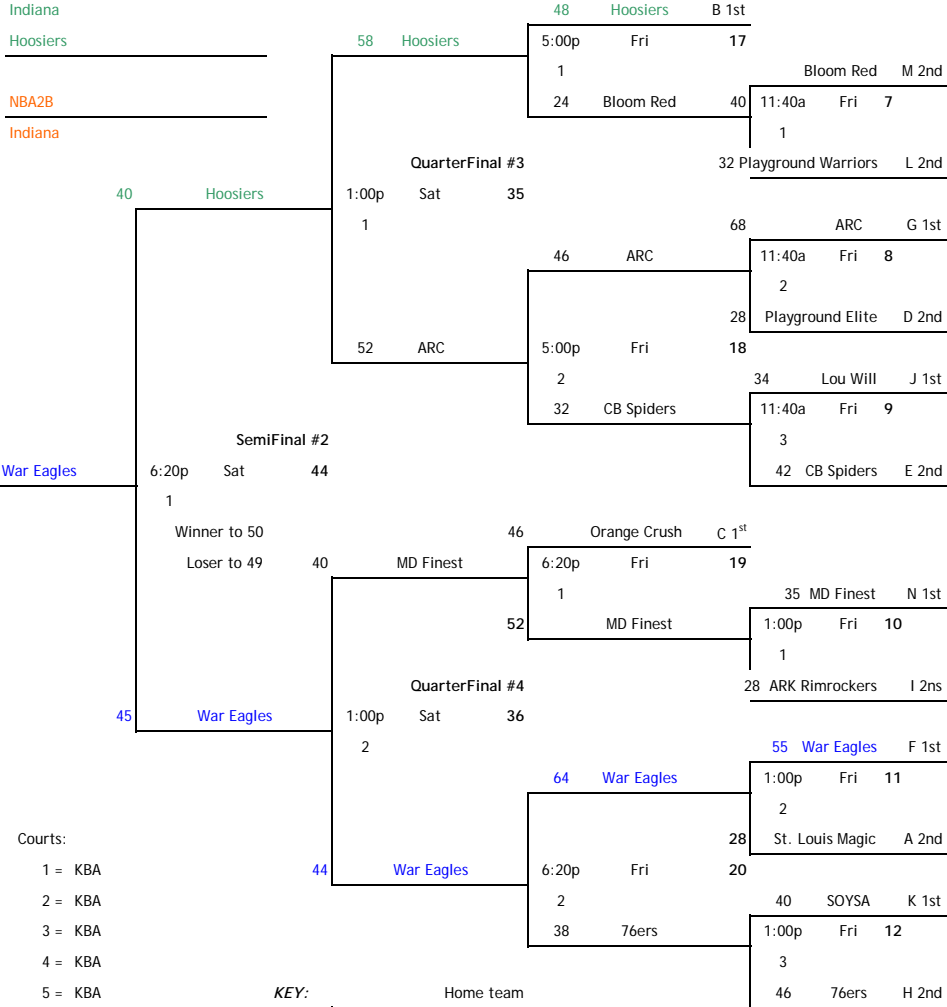 Indiana 48 Hoosiers B 1st
Hoosiers 58 Hoosiers 5:00p Fri 17
1 Bloom Red M 2nd
NBA2B 24 Bloom Red 40 11:40a Fri 7
Indiana 1
QuarterFinal #3 32 Playground Warriors L 2nd
40 Hoosiers 1:00p Sat 35
1 68 ARC G 1st
46 ARC 11:40a Fri 8
2
28 Playground Elite D 2nd
52 ARC 5:00p Fri 18
2 34 Lou Will J 1st
32 CB Spiders 11:40a Fri 9
SemiFinal #2 3
War Eagles 6:20p Sat 44 42 CB Spiders E 2nd
1
Winner to 50 46 Orange Crush C 1st
Loser to 49 40 MD Finest 6:20p Fri 19
1 35 MD Finest N 1st
52 MD Finest 1:00p Fri 10
1
QuarterFinal #4 28 ARK Rimrockers I 2ns
45 War Eagles 1:00p Sat 36
2 55 War Eagles F 1st
64 War Eagles 1:00p Fri 11
2
Courts: 28 St. Louis Magic A 2nd
1 = KBA 44 War Eagles 6:20p Fri 20
2 = KBA 2 40 SOYSA K 1st
3 = KBA 38 76ers 1:00p Fri 12
4 = KBA 3
5 = KBA KEY: Home team 46 76ers H 2nd